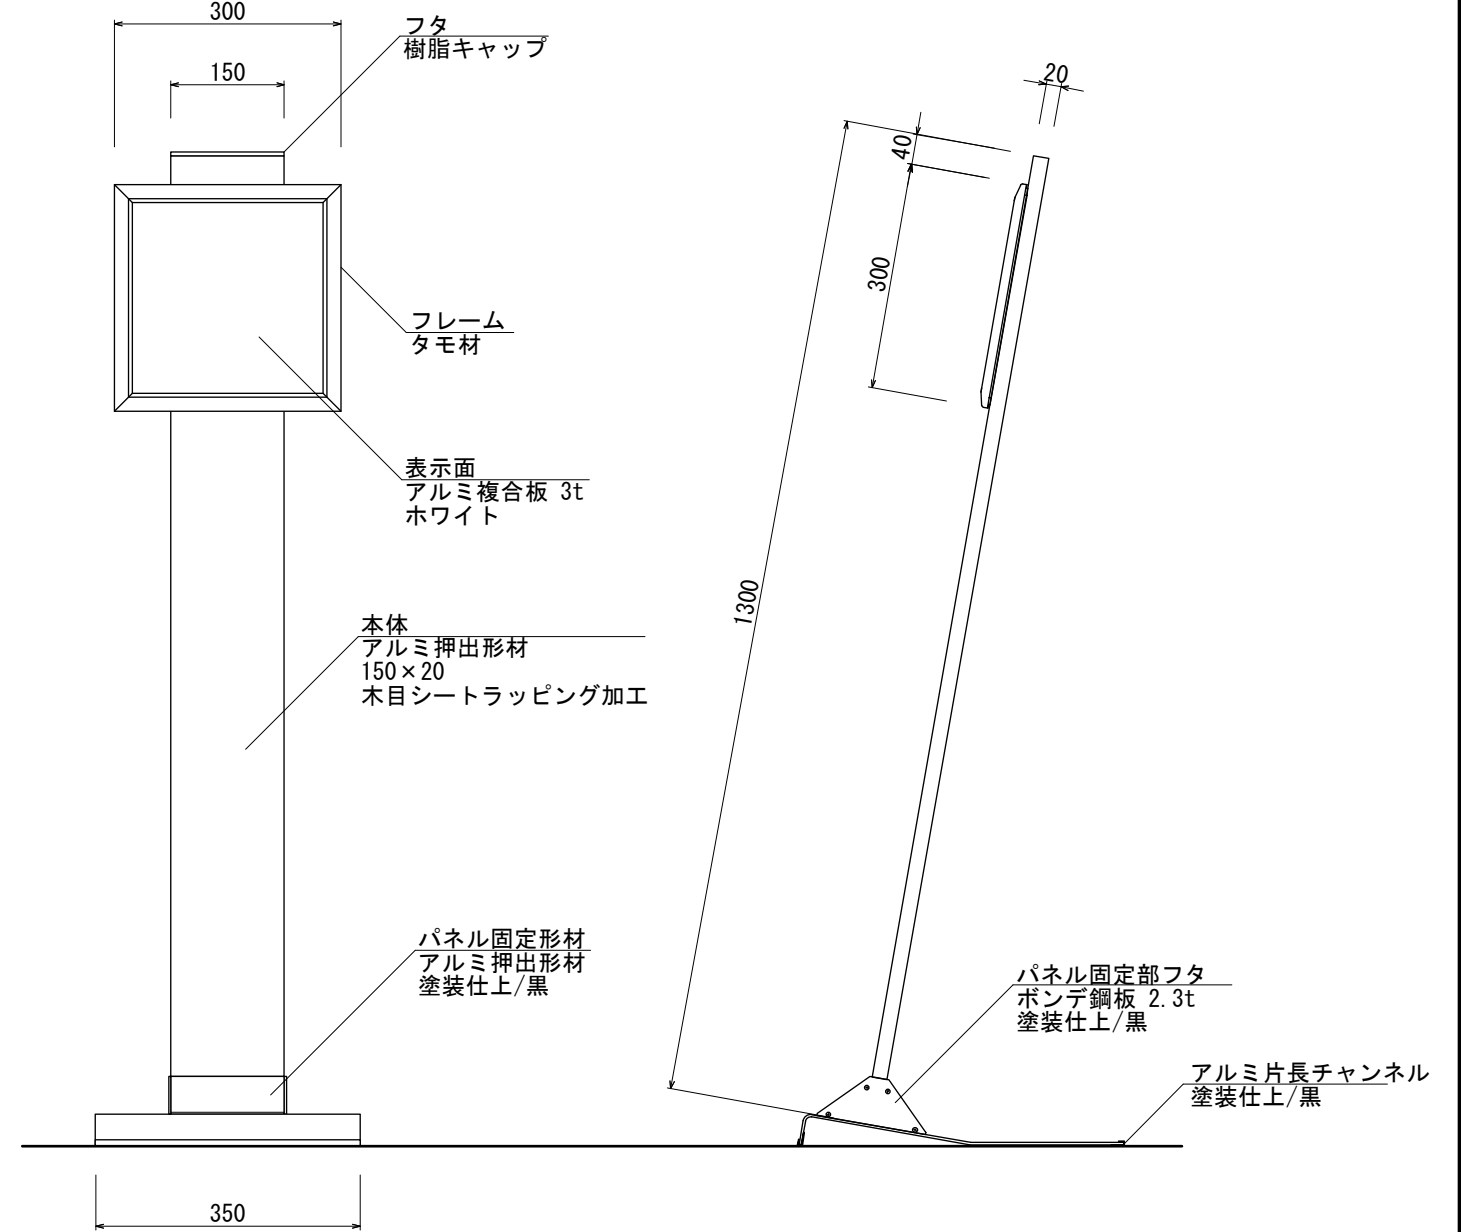 300
フタ
樹脂キャップ
150
20
40
300
フレーム
タモ材
表示面
アルミ複合板 3t
ホワイト
1300
本体
アルミ押出形材
150×20
木目シートラッピング加工
パネル固定形材
アルミ押出形材
塗装仕上/黒
パネル固定部フタ
ボンデ鋼板 2.3t
塗装仕上/黒
アルミ片長チャンネル
塗装仕上/黒
350